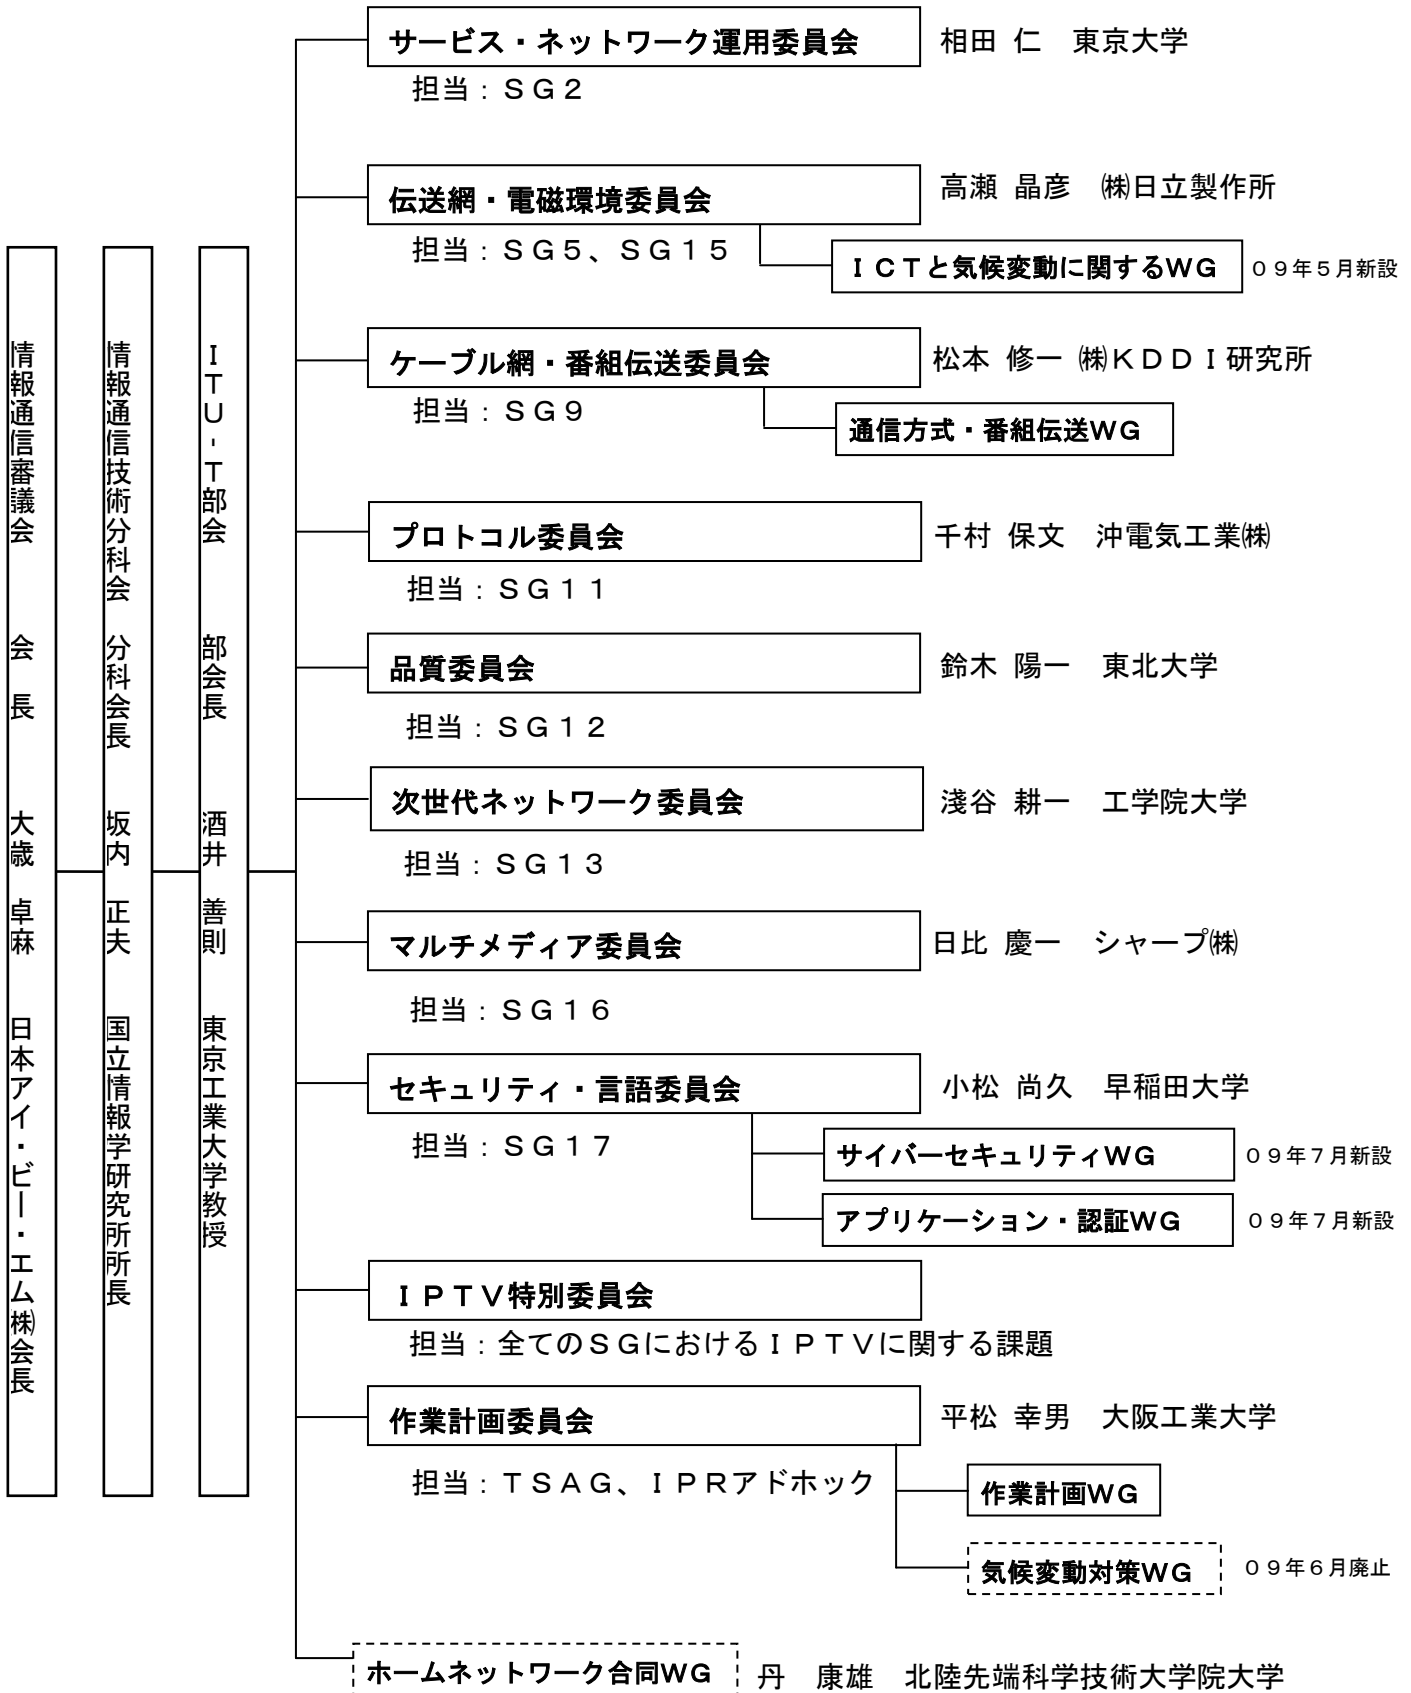 情報通信審議会　会　長　大歳　卓麻　日本アイ・ビー・エム㈱会長
情報通信技術分科会　分科会長　坂内　正夫　国立情報学研究所所長
ＩＴＵ-Ｔ部会　部会長　酒井　善則　東京工業大学教授
サービス・ネットワーク運用委員会　相田 仁　東京大学
担当：ＳＧ２
伝送網・電磁環境委員会　高瀬 晶彦　㈱日立製作所
担当：ＳＧ５、ＳＧ１５
ＩＣＴと気候変動に関するＷＧ　０９年５月新設
ケーブル網・番組伝送委員会　松本 修一 ㈱ＫＤＤＩ研究所
担当：ＳＧ９
通信方式・番組伝送ＷＧ
プロトコル委員会　千村 保文　沖電気工業㈱
担当：ＳＧ１１
品質委員会　鈴木 陽一　東北大学
担当：ＳＧ１２
次世代ネットワーク委員会　淺谷 耕一　工学院大学
担当：ＳＧ１３
マルチメディア委員会　日比 慶一　シャープ㈱
担当：ＳＧ１６
セキュリティ・言語委員会　小松 尚久　早稲田大学
担当：ＳＧ１７
サイバーセキュリティＷＧ　０９年７月新設
アプリケーション・認証ＷＧ　０９年７月新設
ＩＰＴＶ特別委員会
担当：全てのＳＧにおけるＩＰＴＶに関する課題
作業計画委員会　平松 幸男　大阪工業大学
担当：ＴＳＡＧ、ＩＰＲアドホック
作業計画ＷＧ
気候変動対策ＷＧ　０９年６月廃止
ホームネットワーク合同ＷＧ　丹　康雄　北陸先端科学技術大学院大学